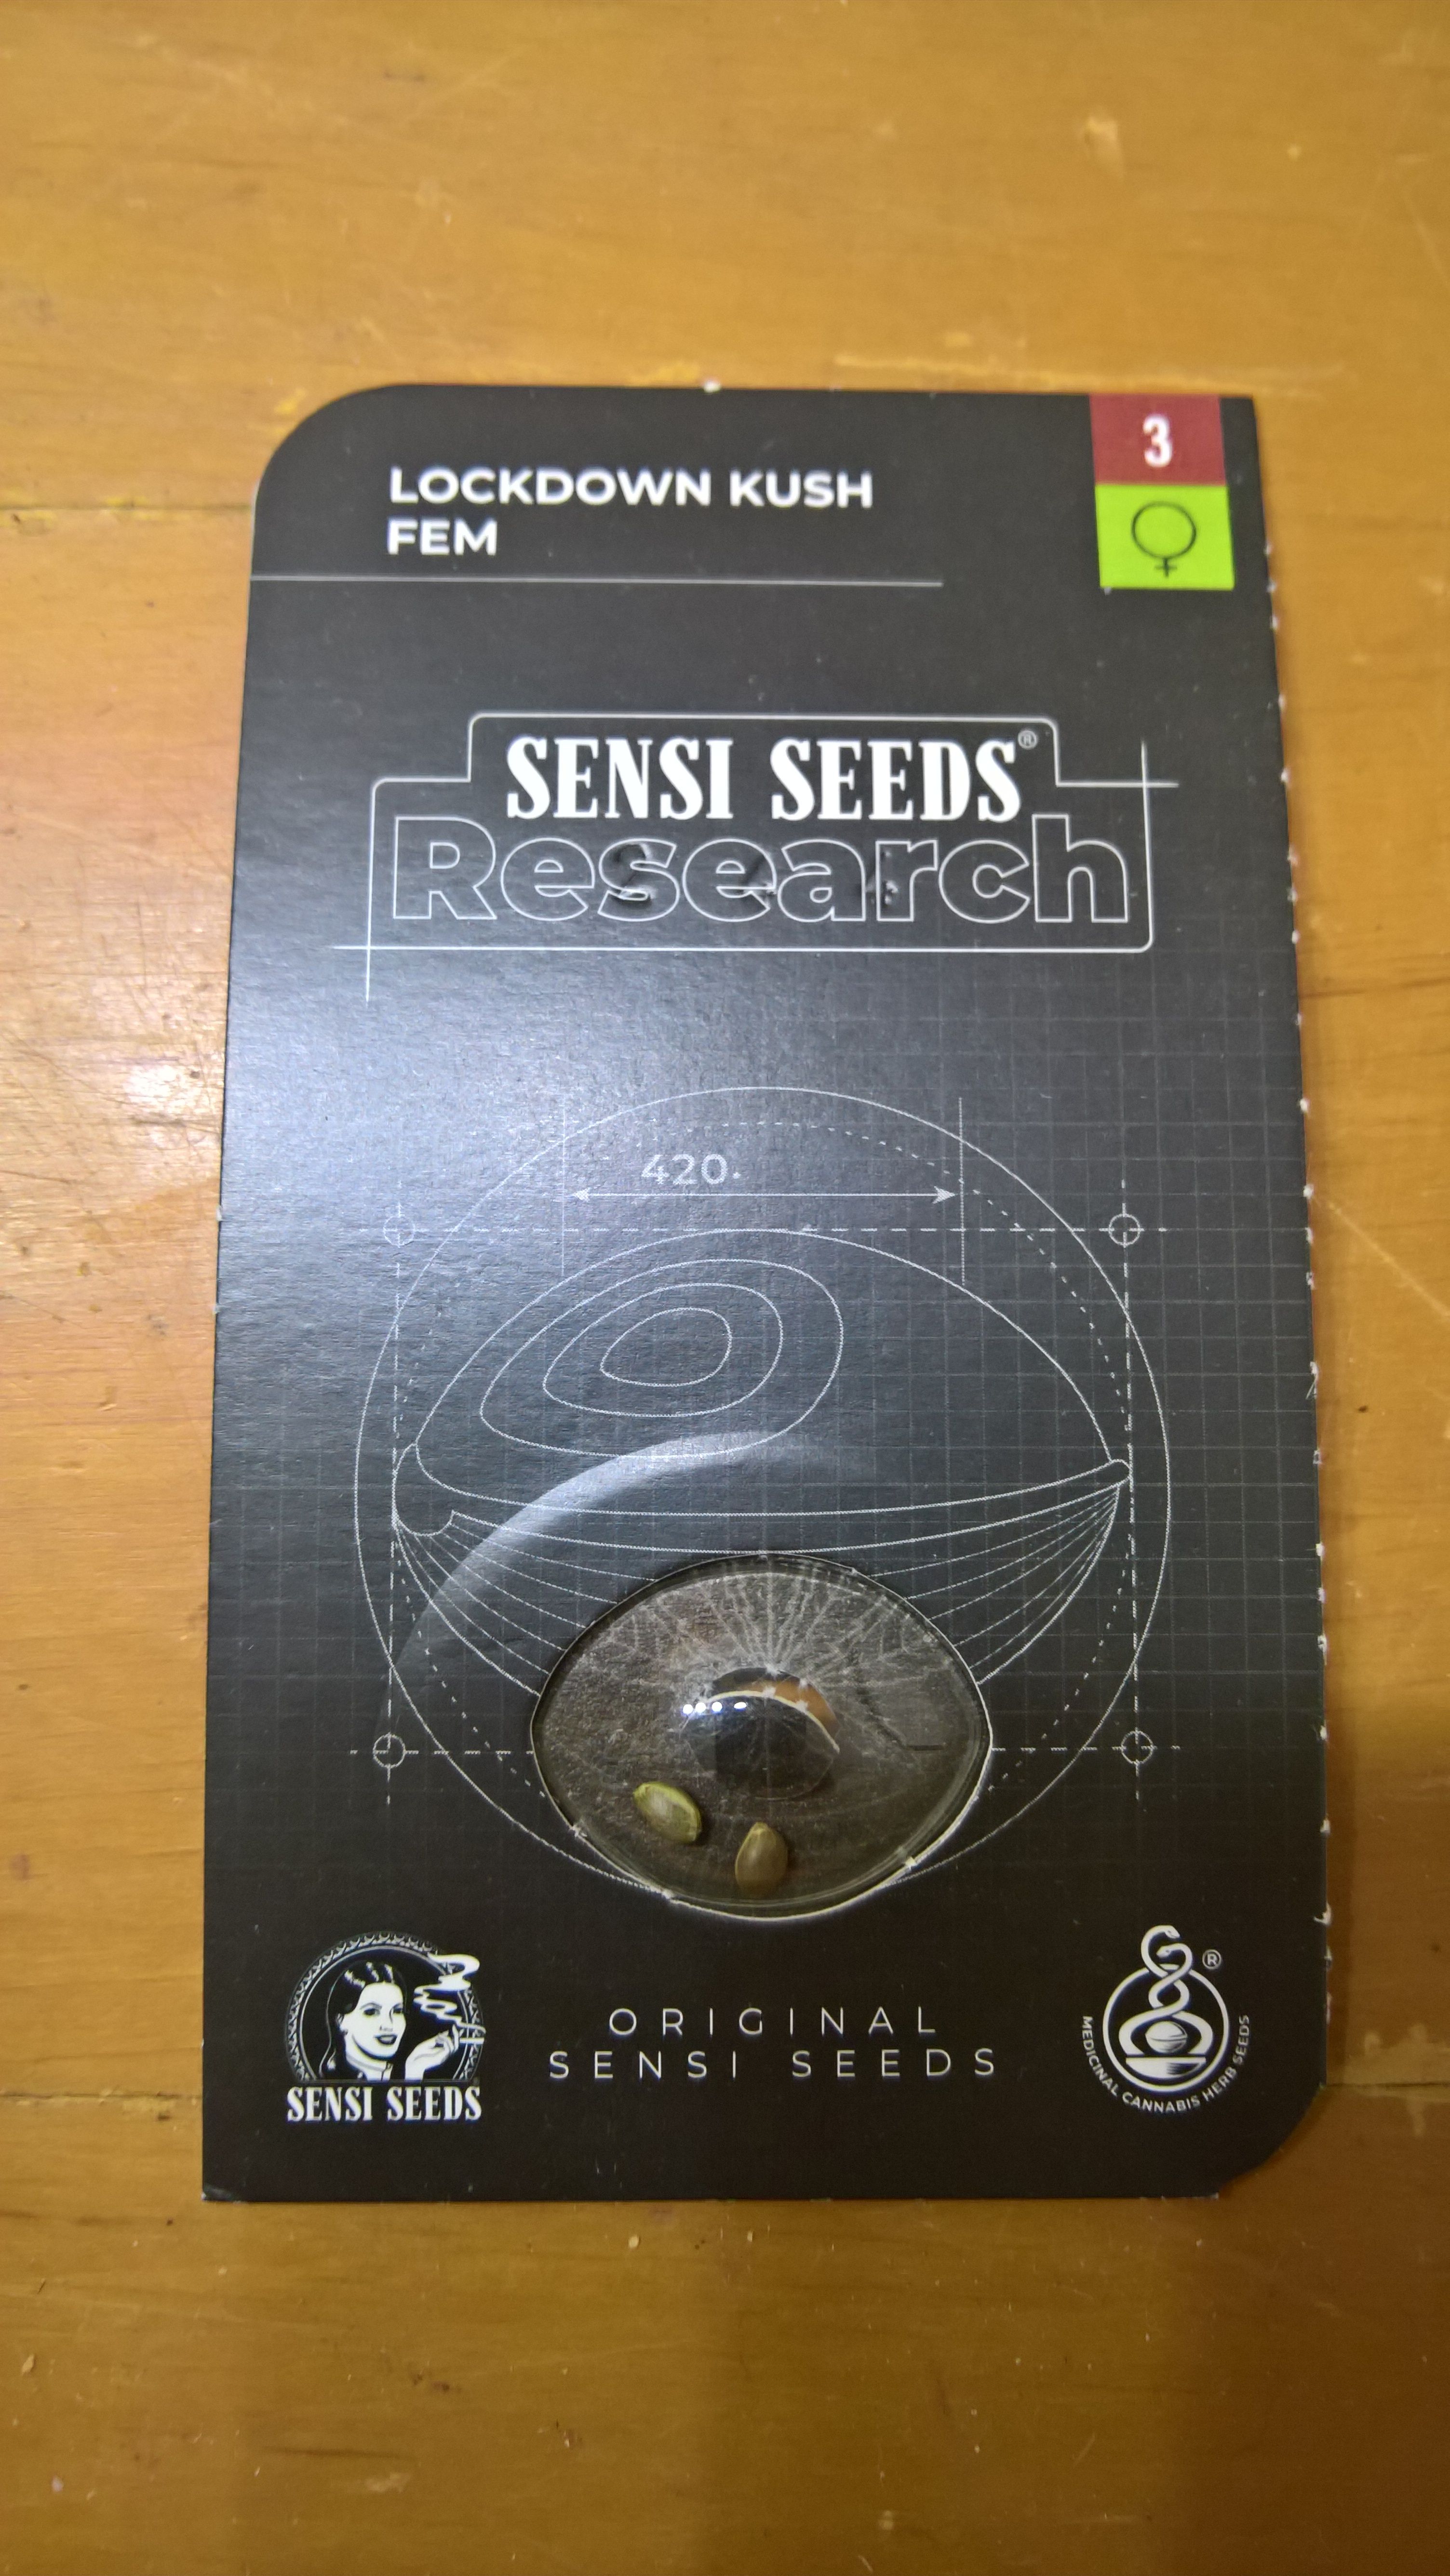 LOCKDOWN KUSH
FEM
3
SENSI SEEDS®
Research
420.
SENSI SEEDS
ORIGINAL
SENSI SEEDS
®
MEDICINAL CANNABIS HERB SEEDS